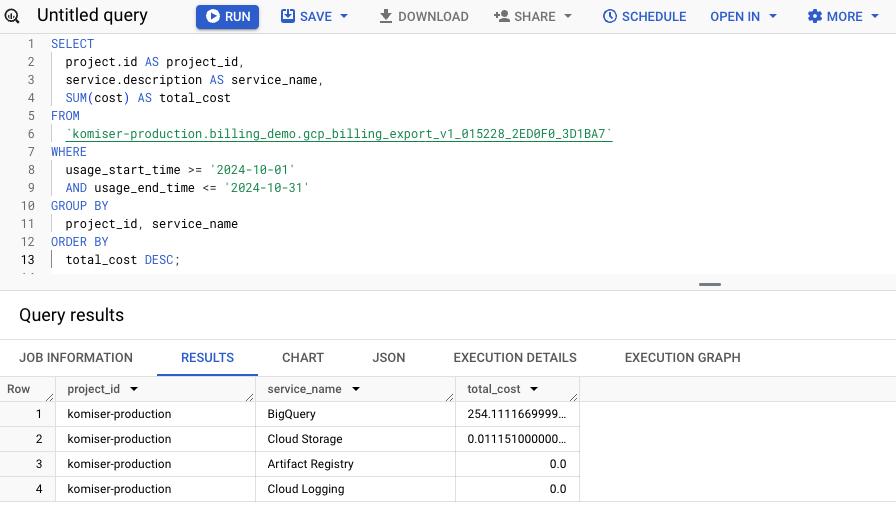 Untitled query RUN SAVE DOWNLOAD SHARE SCHEDULE OPEN IN MORE
1 SELECT
2 project.id AS project_id,
3 service.description AS service_name,
4 SUM(cost) AS total_cost
5 FROM
6 `komiser-production.billing_demo.gcp_billing_export_v1_015228_2ED0F0_3D1BA7`
7 WHERE
8 usage_start_time >= '2024-10-01'
9 AND usage_end_time <= '2024-10-31'
10 GROUP BY
11 project_id, service_name
12 ORDER BY
13 total_cost DESC;
Query results
JOB INFORMATION RESULTS CHART JSON EXECUTION DETAILS EXECUTION GRAPH
Row project_id service_name total_cost
1 komiser-production BigQuery 254.1111669999...
2 komiser-production Cloud Storage 0.011151000000...
3 komiser-production Artifact Registry 0.0
4 komiser-production Cloud Logging 0.0